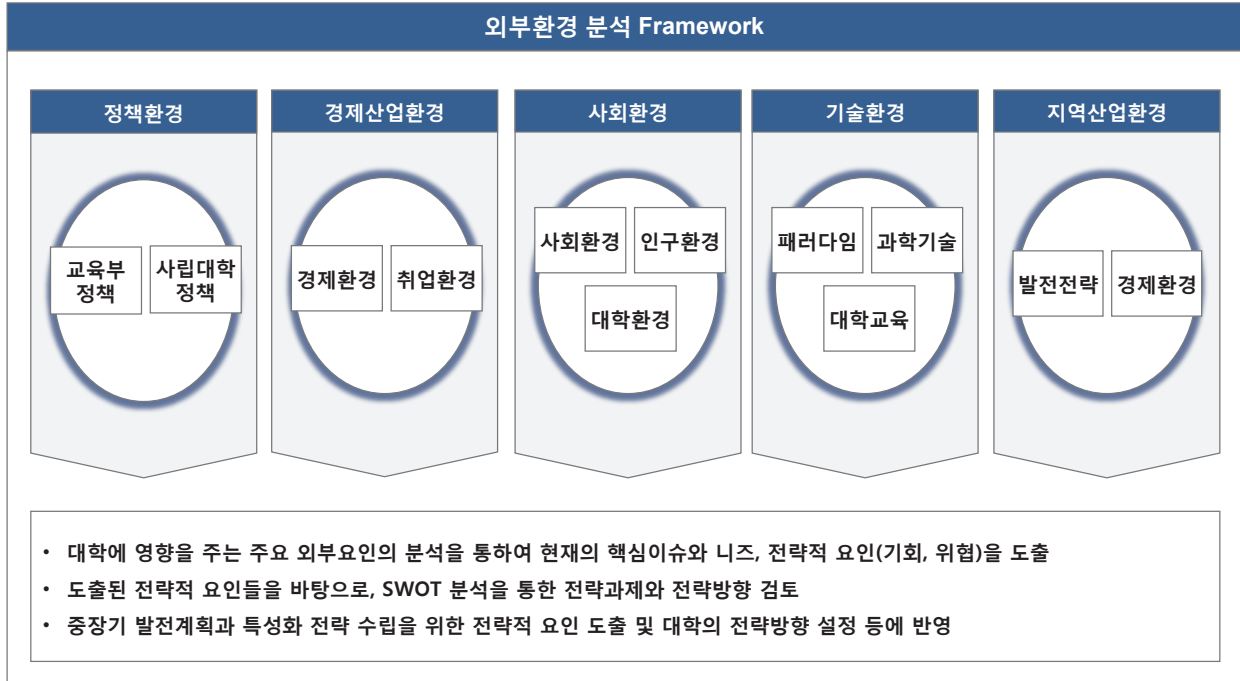 외부환경 분석 Framework
정책환경
교육부
정책
사립대학
정책
경제산업환경
경제환경
취업환경
사회환경
사회환경
인구환경
대학환경
기술환경
패러다임
과학기술
대학교육
지역산업환경
발전전략
경제환경
• 대학에 영향을 주는 주요 외부요인의 분석을 통하여 현재의 핵심이슈와 니즈, 전략적 요인(기회, 위협)을 도출
• 도출된 전략적 요인들을 바탕으로, SWOT 분석을 통한 전략과제와 전략방향 검토
• 중장기 발전계획과 특성화 전략 수립을 위한 전략적 요인 도출 및 대학의 전략방향 설정 등에 반영